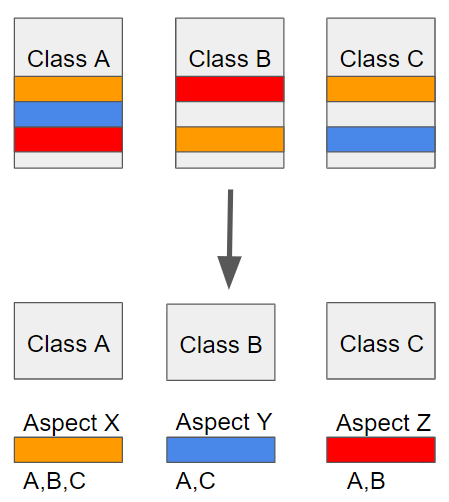 Class A
Class B
Class C
Class A
Class B
Class C
Aspect X
Aspect Y
Aspect Z
A,B,C
A,C
A,B